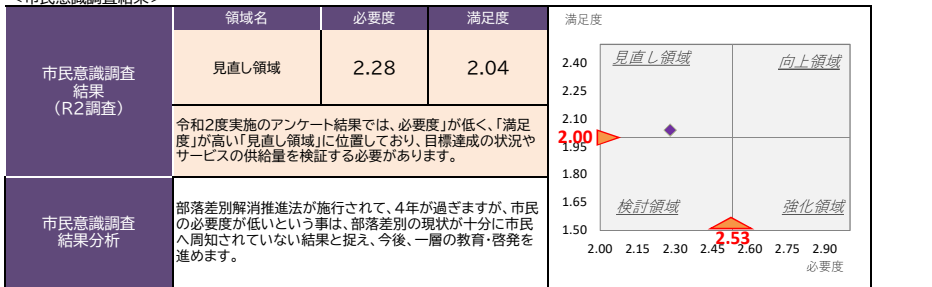 <市民意識調査結果>
領域名 必要度 満足度
市民意識調査
結果
（R2調査）
見直し領域 2.28 2.04
令和2度実施のアンケート結果では、必要度」が低く、「満足
度」が高い「見直し領域」に位置しており、目標達成の状況や
サービスの供給量を検証する必要があります。
市民意識調査
結果分析
部落差別解消推進法が施行されて、4年が過ぎますが、市民
の必要度が低いという事は、部落差別の現状が十分に市民
へ周知されていない結果と捉え、今後、一層の教育・啓発を
進めます。
満足度
2.40
2.25
2.10
2.00
1.95
1.80
1.65
1.50
見直し領域 向上領域
検討領域 強化領域
2.53
2.00 2.15 2.30 2.45 2.60 2.75 2.90
必要度